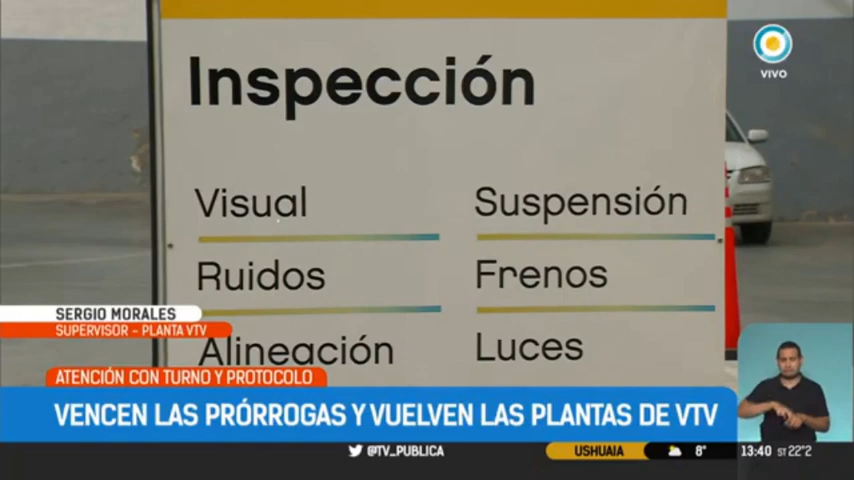 Inspección
VIVO
Visual
Suspensión
Ruidos
Frenos
Alineación
Luces
SERGIO MORALES
SUPERVISOR - PLANTA VTV
ATENCIÓN CON TURNO Y PROTOCOLO
VENCEN LAS PRÓRROGAS Y VUELVEN LAS PLANTAS DE VTV
@TV_PUBLICA
USHUAIA
8°
13:40 ST 22°2